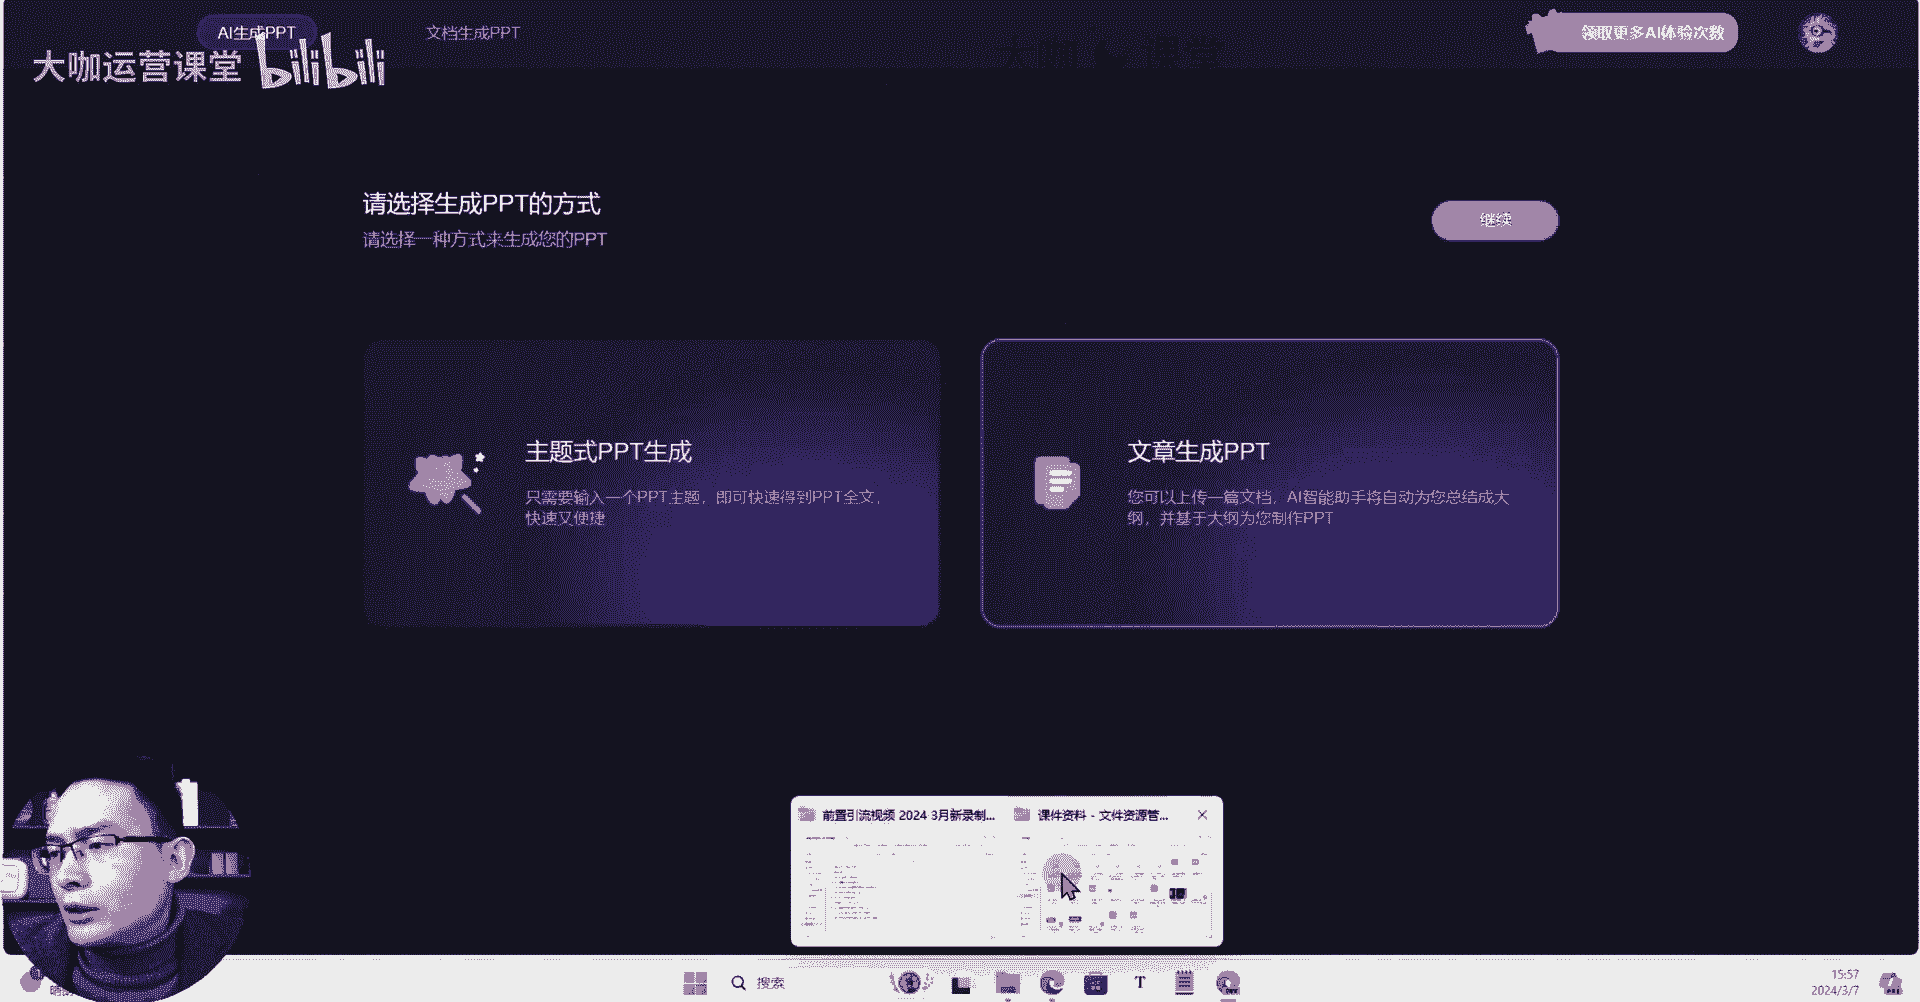 AI生成PPT
文档生成PPT
领取更多AI体验次数
大咖运营课堂 bilibili
请选择生成PPT的方式
请选择一种方式来生成您的PPT
继续
主题式PPT生成
只需要输入一个PPT主题，即可快速得到PPT全文，
快速又便捷
文章生成PPT
您可以上传一篇文档，AI智能助手将自动为您总结成大
纲，并基于大纲为您制作PPT
前置引流视频 2024 3月新录制...
课件资料 - 文件资源管...
搜索
T
15:57
2024/3/7